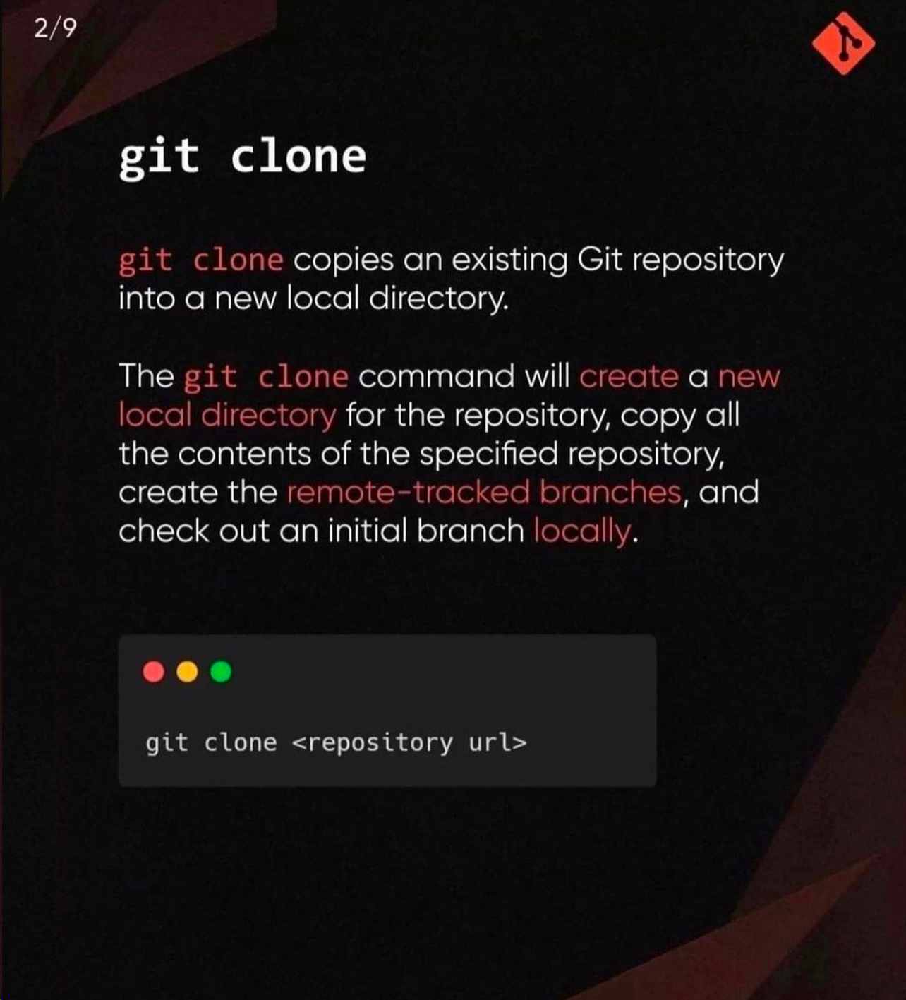 2/9
git clone
git clone copies an existing Git repository
into a new local directory.
The git clone command will create a new
local directory for the repository, copy all
the contents of the specified repository,
create the remote-tracked branches, and
check out an initial branch locally.
git clone <repository url>